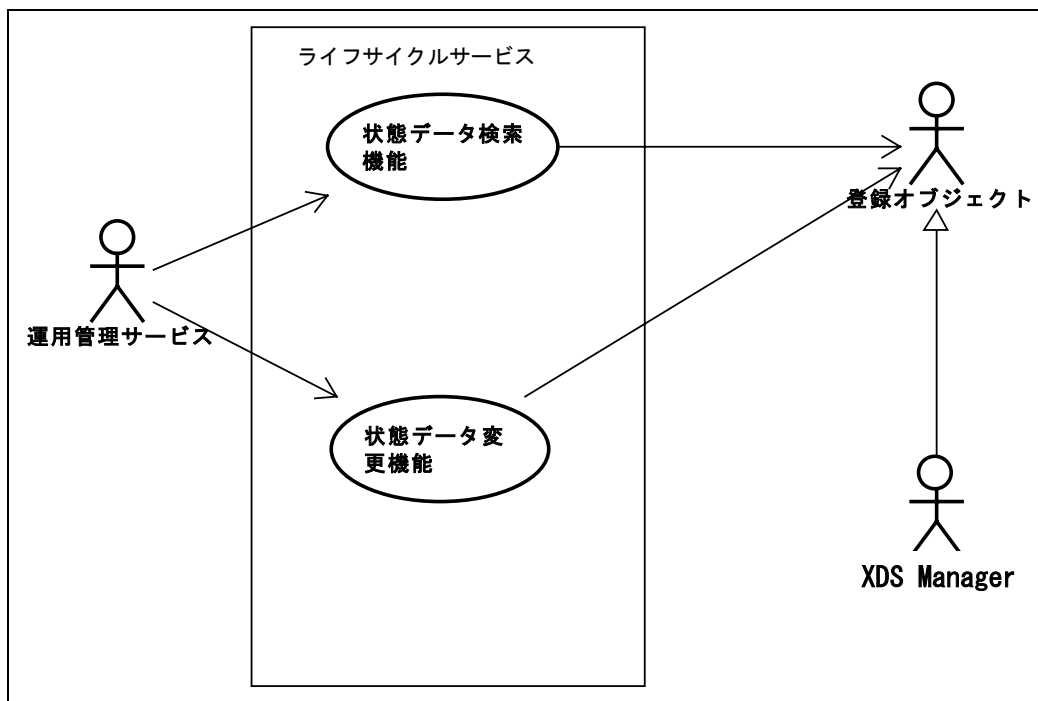 ライフサイクルサービス
状態データ検索
機能
登録オブジェクト
運用管理サービス
状態データ変
更機能
XDS Manager